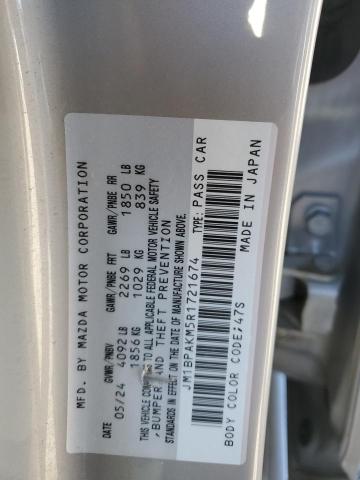 MFD. BY MAZDA MOTOR CORPORATION
DATE GVWR/PNBV GAWR/PNBE FRT GAWR/PNBE RR
05/24 4092 LB 2269 LB 1850 LB
1856 KG 1029 KG 839 KG
THIS VEHICLE CONFORMS TO ALL APPLICABLE FEDERAL MOTOR VEHICLE SAFETY
, BUMPER AND THEFT PREVENTION
STANDARDS IN EFFECT ON THE DATE OF MANUFACTURE SHOWN ABOVE.
JM1BPAKM5R1721674 TYPE: PASS CAR
BODY COLOR CODE;47S MADE IN JAPAN